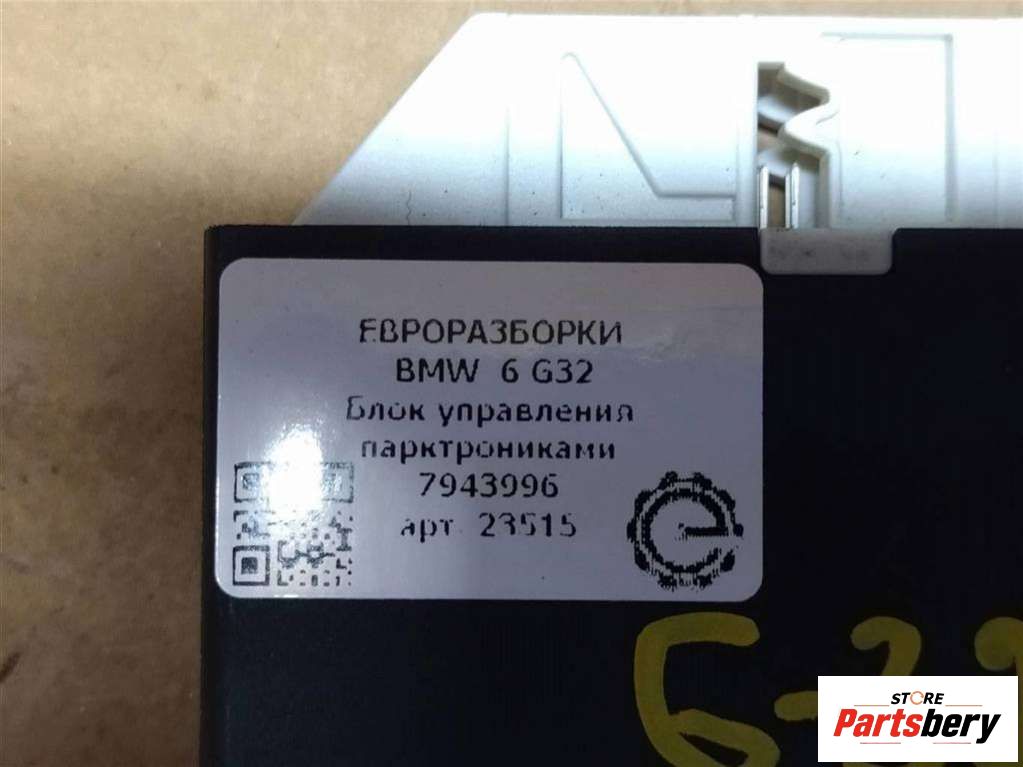 ЕВРОРАЗБОРКИ
BMW 6 G32
Блок управления
парктрониками
7943996
арт. 23515
STORE
Partsbery